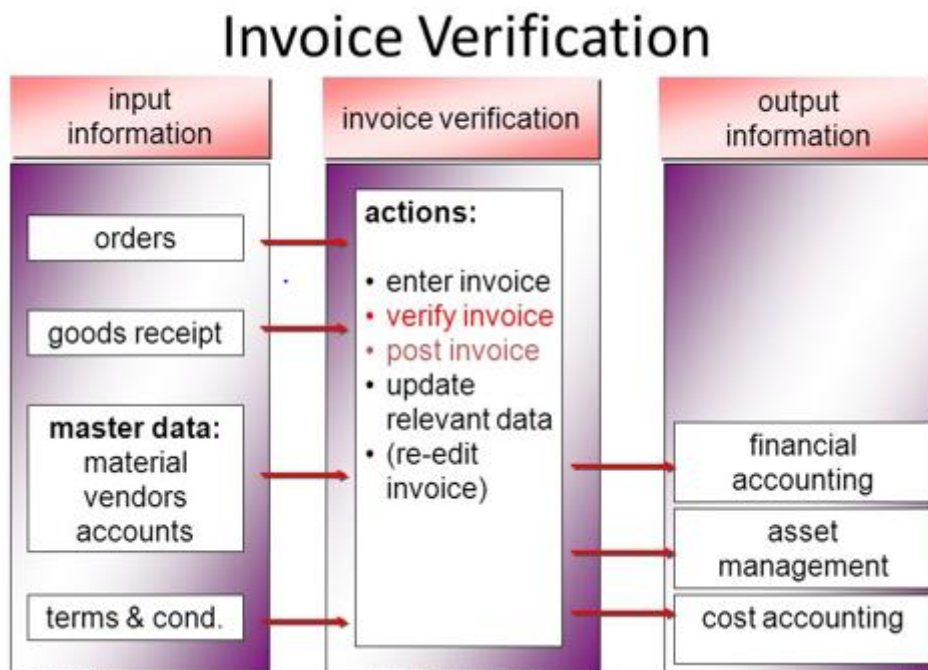 Invoice Verification
input
information
orders
goods receipt
master data:
material
vendors
accounts
terms & cond.
invoice verification
actions:
• enter invoice
• verify invoice
• post invoice
• update
relevant data
• (re-edit
invoice)
output
information
financial
accounting
asset
management
cost accounting